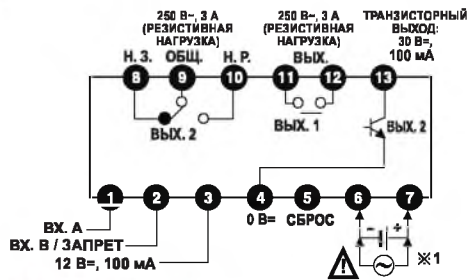 250 В~, 3 А
(РЕЗИСТИВНАЯ
НАГРУЗКА)
250 В~, 3 А
(РЕЗИСТИВНАЯ
НАГРУЗКА)
ТРАНЗИСТОРНЫЙ
ВЫХОД:
30 В=,
100 мА
Н. З. ОБЩ. Н. Р. ВЫХ.
8 9 10 11 12 13
ВЫХ. 2 ВЫХ. 1 ВЫХ. 2
1 2 3 4 5 6 7
0 В= СБРОС
ВХ. А
ВХ. В / ЗАПРЕТ
12 В=, 100 мА
- +
! ~ ※1